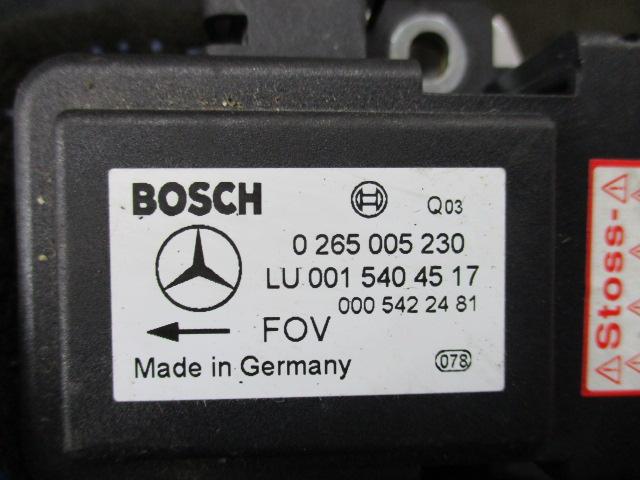 BOSCH
Q03
0 265 005 230
LU 001 540 45 17
000 542 24 81
FOV
Made in Germany
078
Stoss-